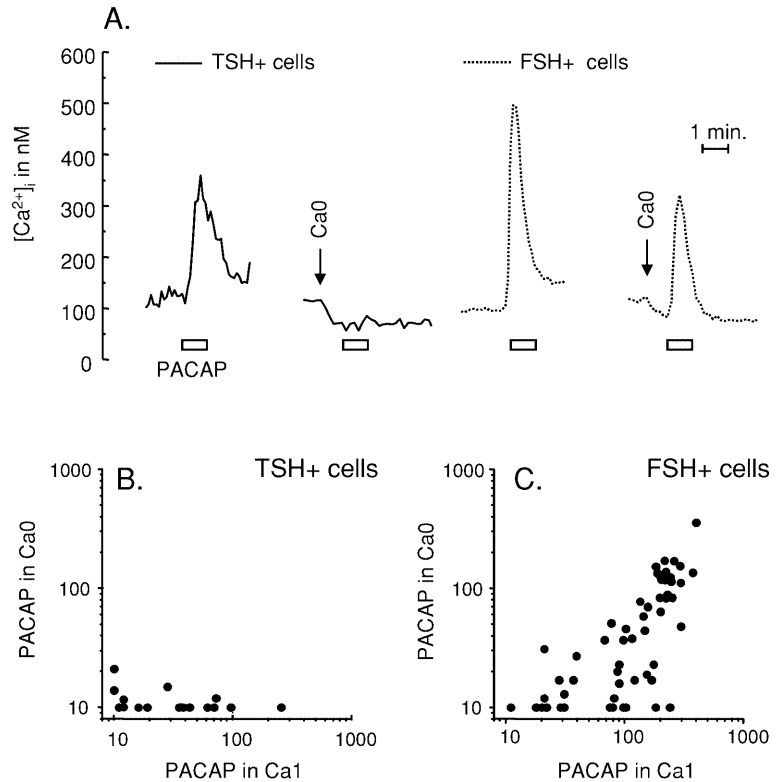 A.
TSH+ cells
FSH+ cells
600
500
400
300
200
100
0
[Ca2+]i in nM
Ca0
Ca0
1 min.
PACAP
B.
TSH+ cells
1000
100
10
PACAP in Ca0
10 100 1000
PACAP in Ca1
C.
FSH+ cells
1000
100
10
PACAP in Ca0
10 100 1000
PACAP in Ca1